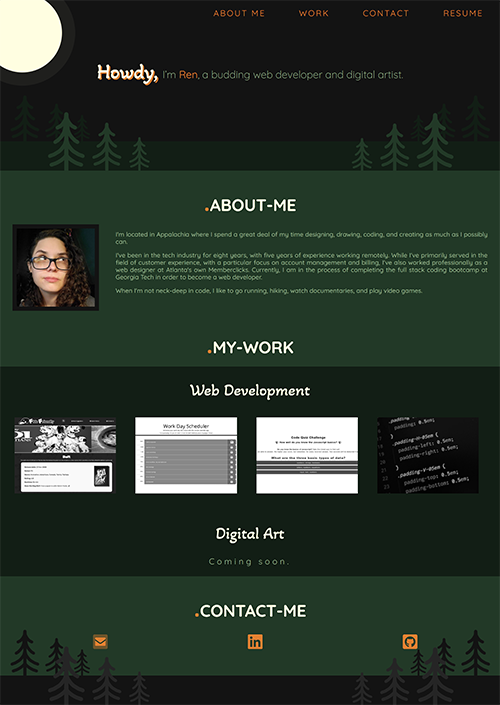 ABOUT ME WORK CONTACT RESUME
Howdy, I'm Ren, a budding web developer and digital artist.
.ABOUT-ME
I'm located in Appalachia where I spend a great deal of my time designing, drawing, coding, and creating as much as I possibly
can.
I've been in the tech industry for eight years, with five years of experience working remotely. While I've primarily served in the
field of customer experience, with a particular focus on account management and billing, I've also worked professionally as a
web designer at Atlanta's own Memberclicks. Currently, I am in the process of completing the full stack coding bootcamp at
Georgia Tech in order to become a web developer.
When I'm not neck-deep in code, I like to go running, hiking, watch documentaries, and play video games.
.MY-WORK
Web Development
Work Day Scheduler
Code Quiz Challenge
What are the three basic types of data?
.padding-
padding: 0.5em;
.padding-H-05em {
padding-left: 0.5em;
padding-right: 0.5em;
}
.padding-V-05em {
padding-top: 0.5em;
padding-bottom: 0.5em;
Digital Art
Coming soon.
.CONTACT-ME
in